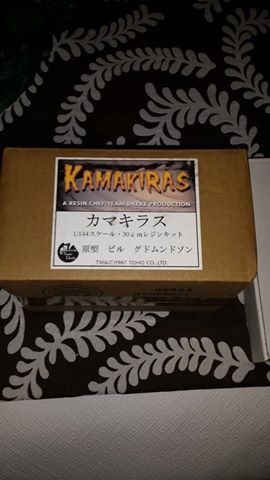 KAMAKIRAS
A RESIN CHEF/TEAM UKEKE PRODUCTION
カマキラス
1/144スケール・30cmレジンキット
原型 ビル グドムンドソン
TM&(C)1967 TOHO CO.,LTD.